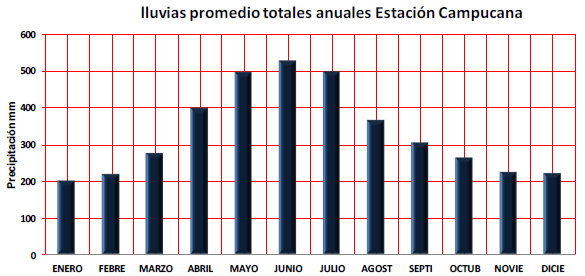 lluvias promedio totales anuales Estación Campucana
Precipitación mm
600
500
400
300
200
100
0
ENERO FEBRE MARZO ABRIL MAYO JUNIO JULIO AGOST SEPTI OCTUB NOVIE DICIE